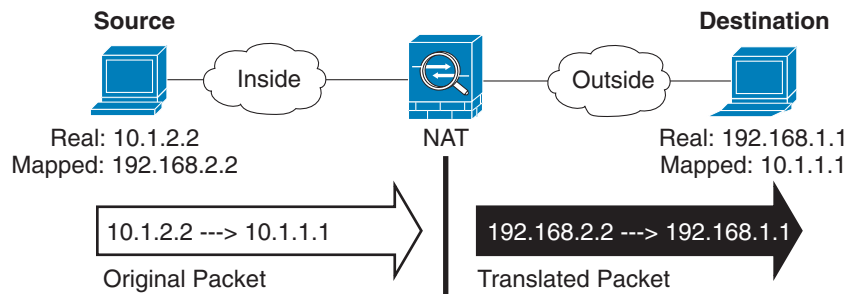 Source
Destination
Inside
Outside
Real: 10.1.2.2
Mapped: 192.168.2.2
NAT
Real: 192.168.1.1
Mapped: 10.1.1.1
10.1.2.2 ---> 10.1.1.1
192.168.2.2 ---> 192.168.1.1
Original Packet
Translated Packet